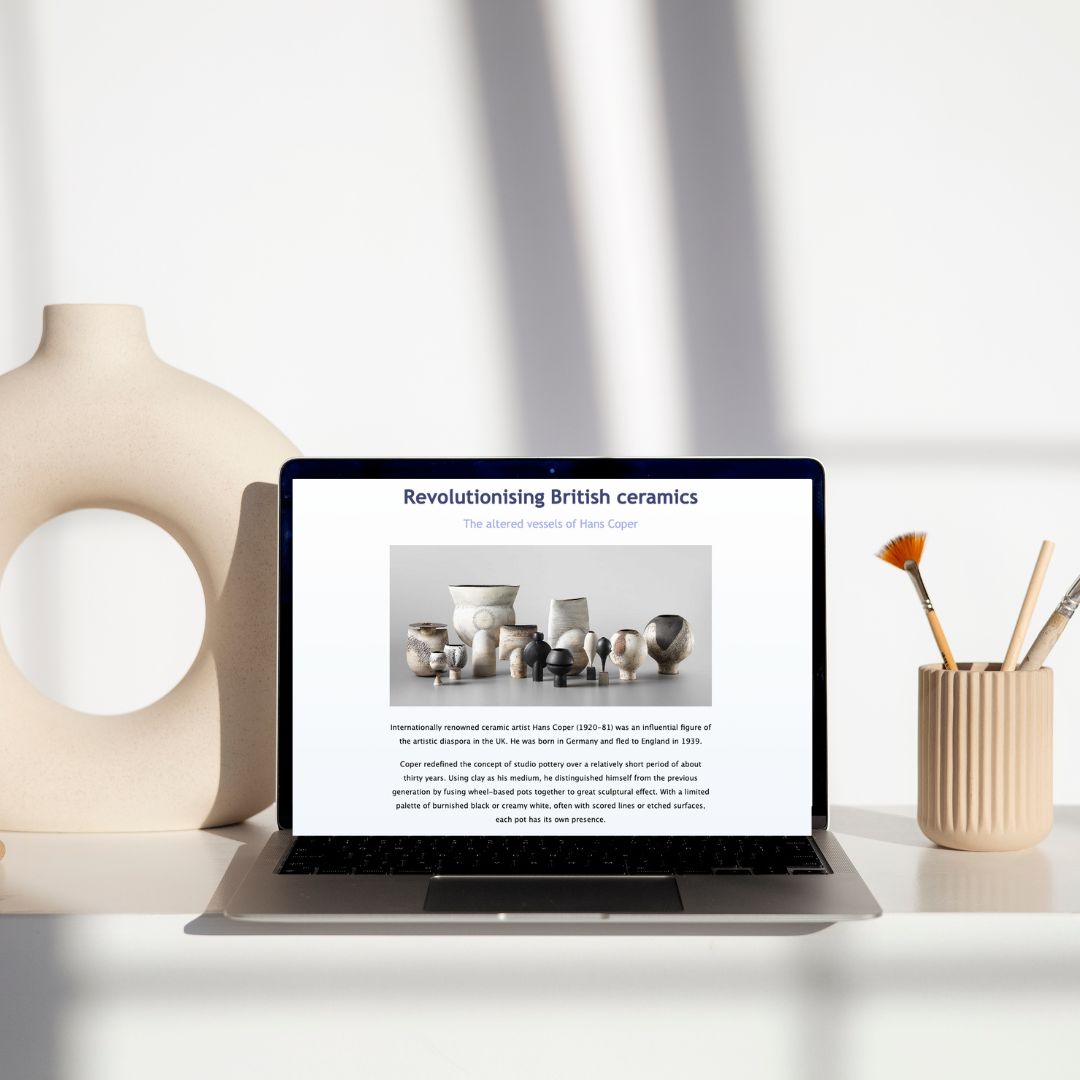 Revolutionising British ceramics
The altered vessels of Hans Coper
Internationally renowned ceramic artist Hans Coper (1920-81) was an influential figure of
the artistic diaspora in the UK. He was born in Germany and fled to England in 1939.
Coper redefined the concept of studio pottery over a relatively short period of about
thirty years. Using clay as his medium, he distinguished himself from the previous
generation by fusing wheel-based pots together to great sculptural effect. With a limited
palette of burnished black or creamy white, often with scored lines or etched surfaces,
each pot has its own presence.